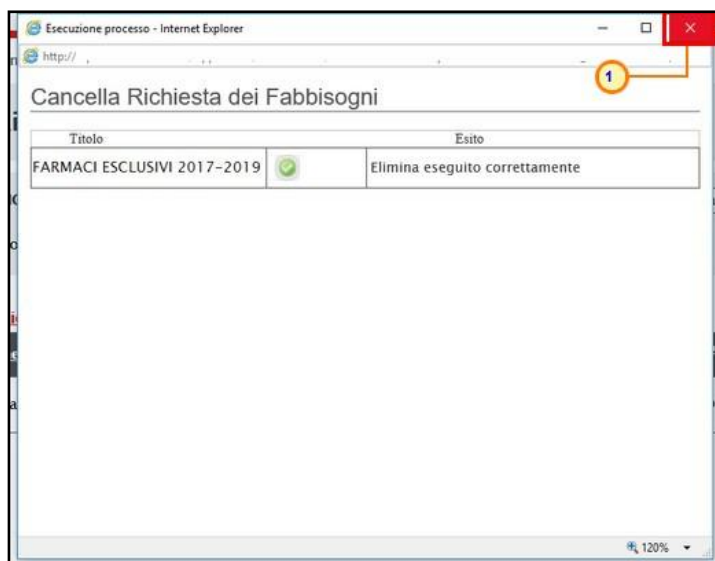 Esecuzione processo - Internet Explorer
http://
1
Cancella Richiesta dei Fabbisogni
Titolo Esito
FARMACI ESCLUSIVI 2017-2019 Elimina eseguito correttamente
120%